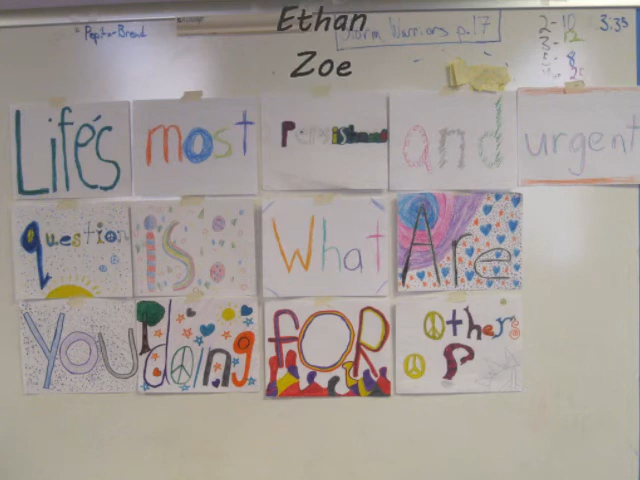 Ethan
Zoe
Pepita-Bread
Storm Warriors p.17
3:35
Life's most Persistent and urgent
question is: What Are
You doing FOR others?